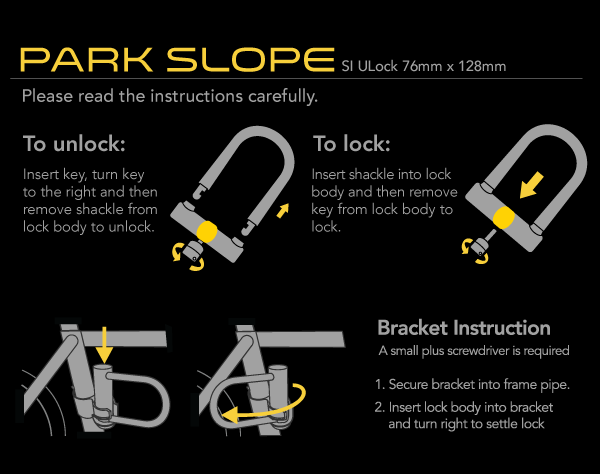 PARK SLOPE SI ULock 76mm x 128mm
Please read the instructions carefully.
To unlock:
Insert key, turn key
to the right and then
remove shackle from
lock body to unlock.
To lock:
Insert shackle into lock
body and then remove
key from lock body to
lock.
Bracket Instruction
A small plus screwdriver is required
1. Secure bracket into frame pipe.
2. Insert lock body into bracket
and turn right to settle lock